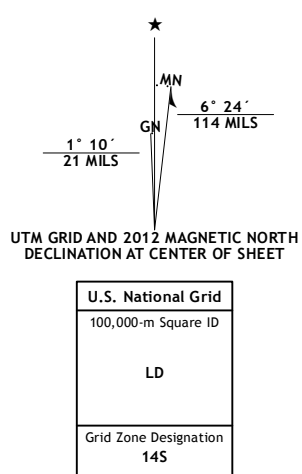 ★
MN
6° 24´
114 MILS
GN
1° 10´
21 MILS
UTM GRID AND 2012 MAGNETIC NORTH
DECLINATION AT CENTER OF SHEET
U.S. National Grid
100,000-m Square ID
LD
Grid Zone Designation
14S